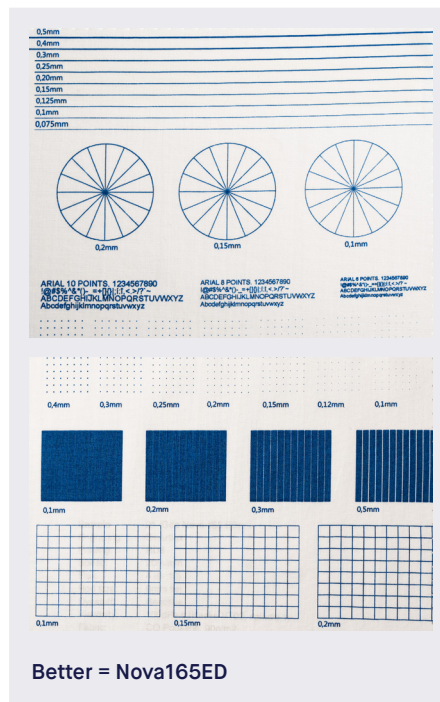 0,5mm
0,4mm
0,3mm
0,25mm
0,20mm
0,15mm
0,125mm
0,1mm
0,075mm
0,2mm 0,15mm 0,1mm
ARIAL 10 POINTS. 1234567890
!@#$%^&*()-_=+{}[]|;:!,<.>/?`~
ABCDEFGHIJKLMNOPQRSTUVWXYZ
Abcdefghijklmnopqrstuvwxyz
ARIAL 8 POINTS. 1234567890
ABCDEFGHIJKLMNOPQRSTUVWXYZ
Abcdefghijklmnopqrstuvwxyz
ARIAL 6 POINTS. 1234567890
ABCDEFGHIJKLMNOPQRSTUVWXYZ
Abcdefghijklmnopqrstuvwxyz
0,4mm 0,3mm 0,25mm 0,2mm 0,15mm 0,12mm 0,1mm
0,1mm 0,2mm 0,3mm 0,5mm
0,1mm 0,15mm 0,2mm
Better = Nova165ED